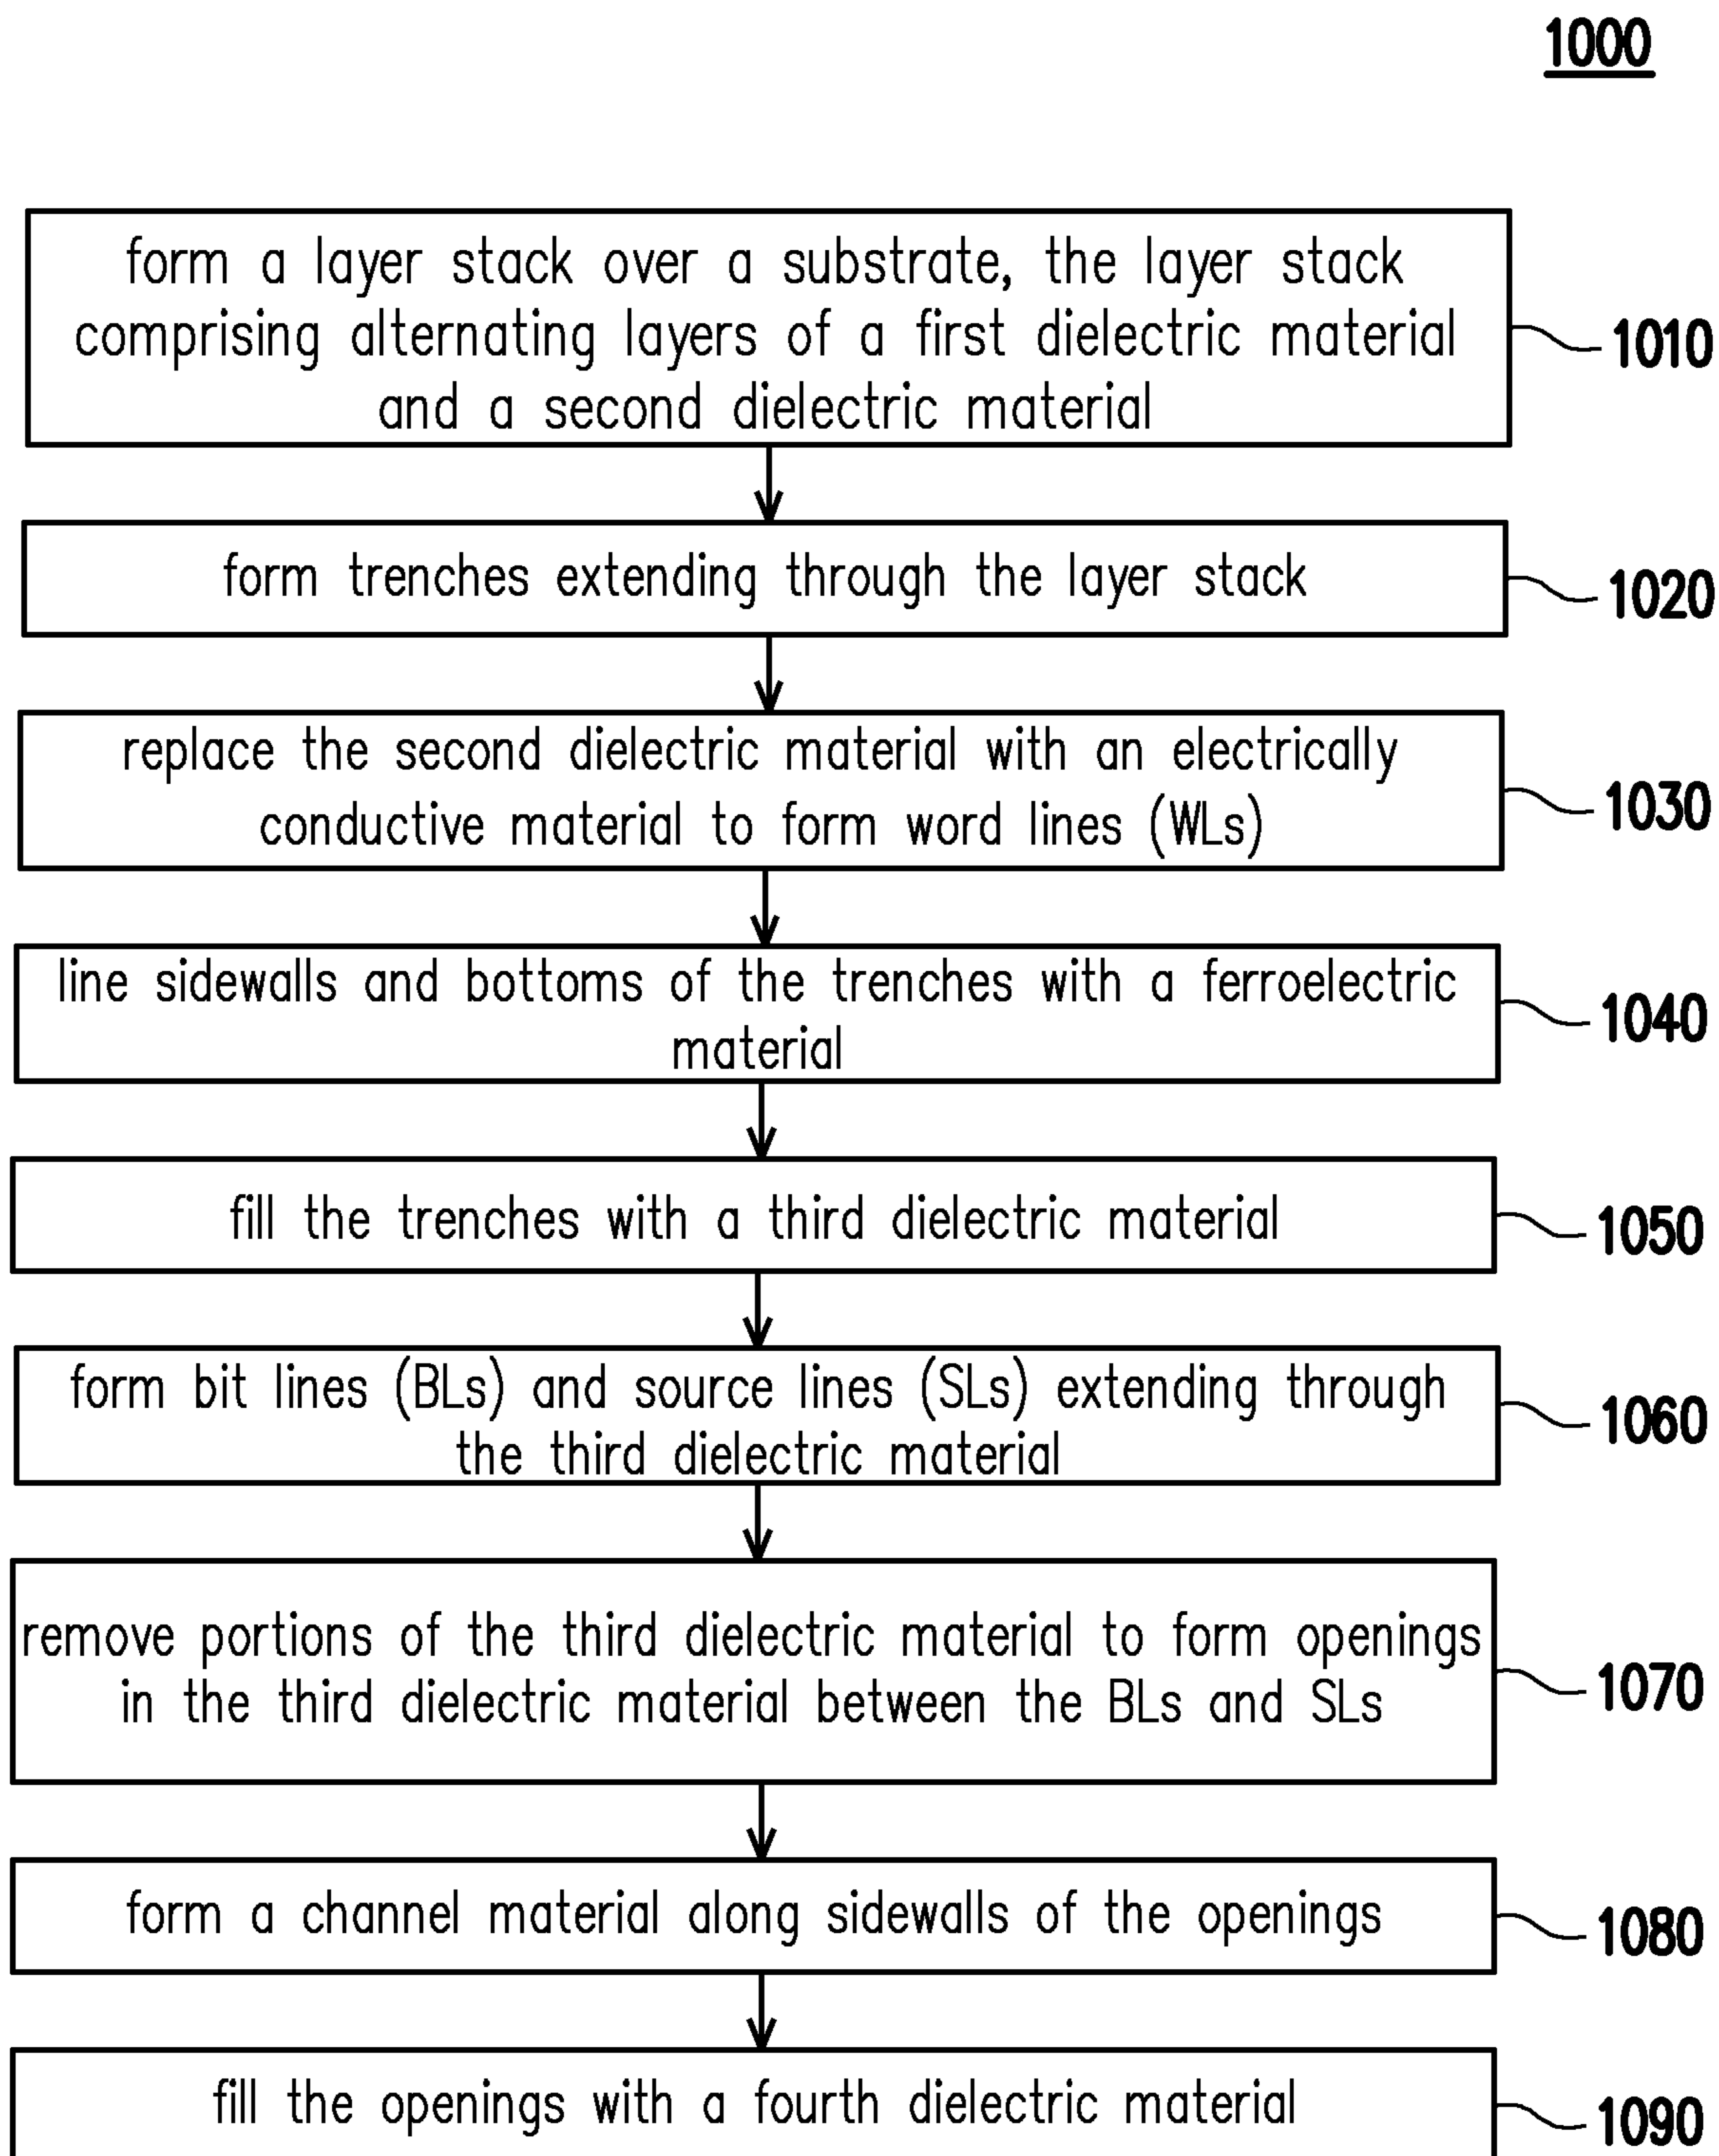 1000
form a layer stack over a substrate, the layer stack
comprising alternating layers of a first dielectric material
and a second dielectric material
1010
form trenches extending through the layer stack
1020
replace the second dielectric material with an electrically
conductive material to form word lines (WLs)
1030
line sidewalls and bottoms of the trenches with a ferroelectric
material
1040
fill the trenches with a third dielectric material
1050
form bit lines (BLs) and source lines (SLs) extending through
the third dielectric material
1060
remove portions of the third dielectric material to form openings
in the third dielectric material between the BLs and SLs
1070
form a channel material along sidewalls of the openings
1080
fill the openings with a fourth dielectric material
1090